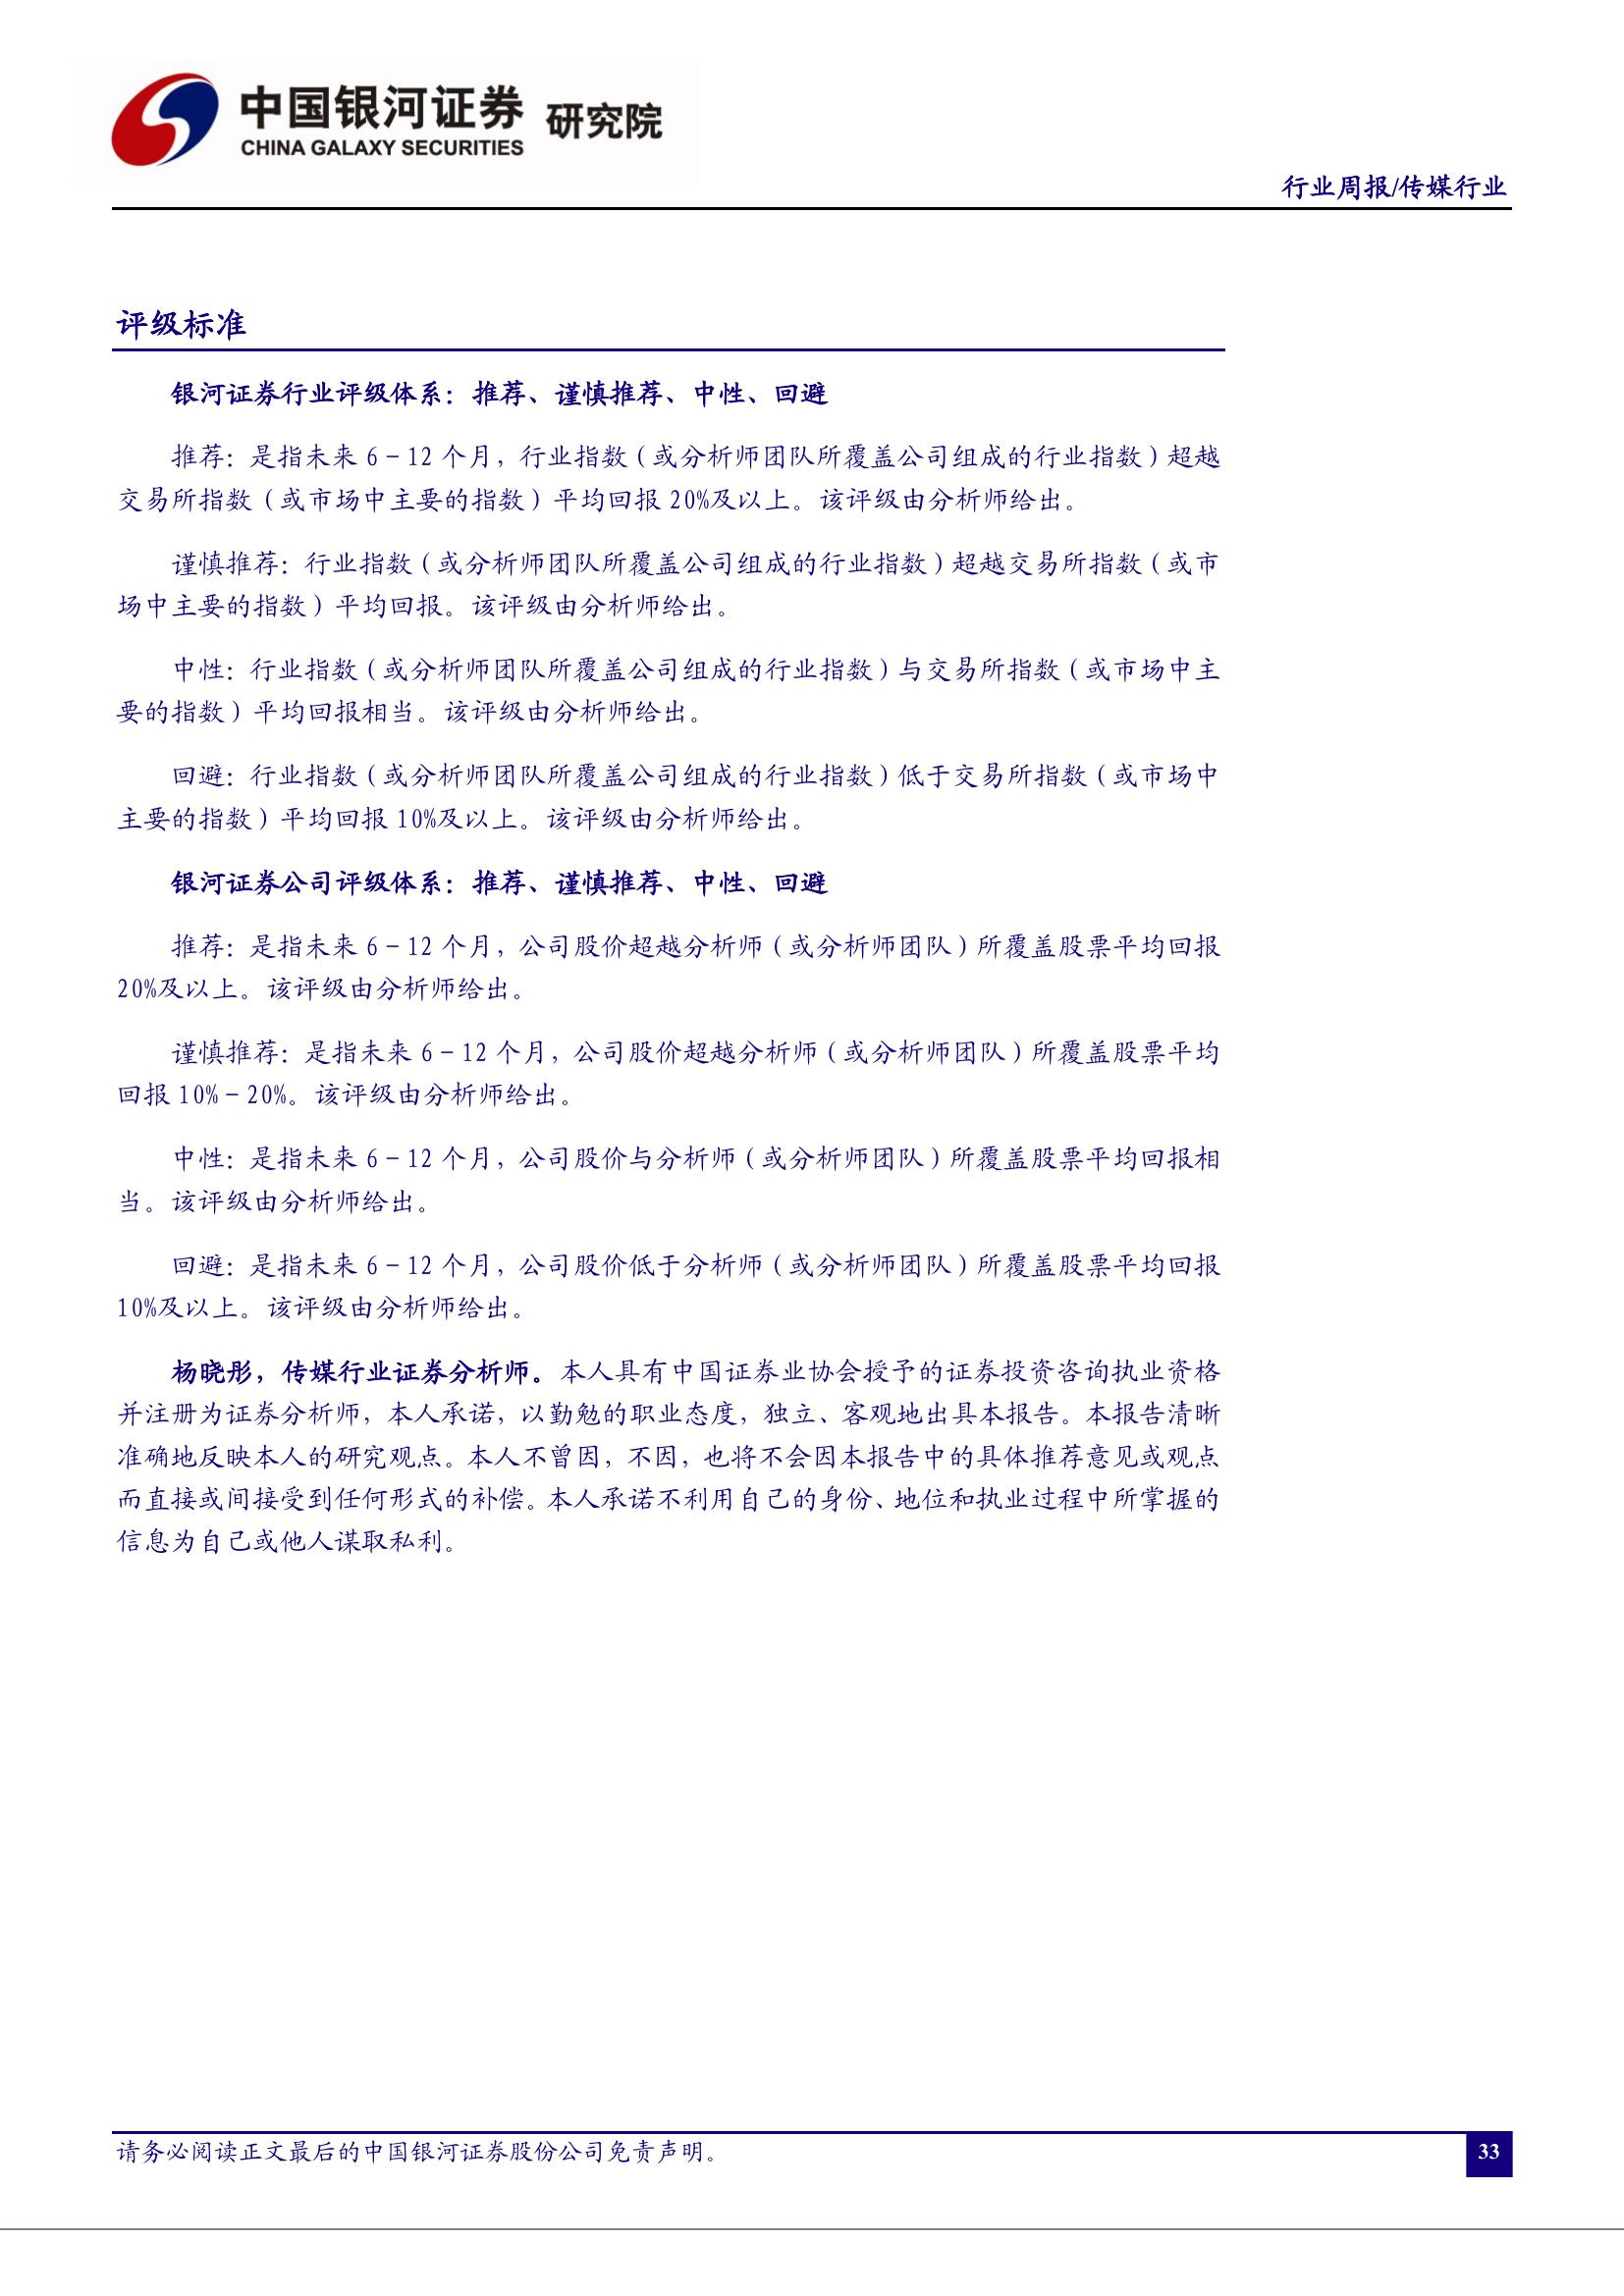 中国银河证券 研究院
CHINA GALAXY SECURITIES
行业周报/传媒行业
评级标准
银河证券行业评级体系：推荐、谨慎推荐、中性、回避
推荐：是指未来 6－12 个月，行业指数（或分析师团队所覆盖公司组成的行业指数）超越
交易所指数（或市场中主要的指数）平均回报 20%及以上。该评级由分析师给出。
谨慎推荐：行业指数（或分析师团队所覆盖公司组成的行业指数）超越交易所指数（或市
场中主要的指数）平均回报。该评级由分析师给出。
中性：行业指数（或分析师团队所覆盖公司组成的行业指数）与交易所指数（或市场中主
要的指数）平均回报相当。该评级由分析师给出。
回避：行业指数（或分析师团队所覆盖公司组成的行业指数）低于交易所指数（或市场中
主要的指数）平均回报 10%及以上。该评级由分析师给出。
银河证券公司评级体系：推荐、谨慎推荐、中性、回避
推荐：是指未来 6－12 个月，公司股价超越分析师（或分析师团队）所覆盖股票平均回报
20%及以上。该评级由分析师给出。
谨慎推荐：是指未来 6－12 个月，公司股价超越分析师（或分析师团队）所覆盖股票平均
回报 10%－20%。该评级由分析师给出。
中性：是指未来 6－12 个月，公司股价与分析师（或分析师团队）所覆盖股票平均回报相
当。该评级由分析师给出。
回避：是指未来 6－12 个月，公司股价低于分析师（或分析师团队）所覆盖股票平均回报
10%及以上。该评级由分析师给出。
杨晓彤，传媒行业证券分析师。本人具有中国证券业协会授予的证券投资咨询执业资格
并注册为证券分析师，本人承诺，以勤勉的职业态度，独立、客观地出具本报告。本报告清晰
准确地反映本人的研究观点。本人不曾因，不因，也将不会因本报告中的具体推荐意见或观点
而直接或间接受到任何形式的补偿。本人承诺不利用自己的身份、地位和执业过程中所掌握的
信息为自己或他人谋取私利。
请务必阅读正文最后的中国银河证券股份公司免责声明。
33